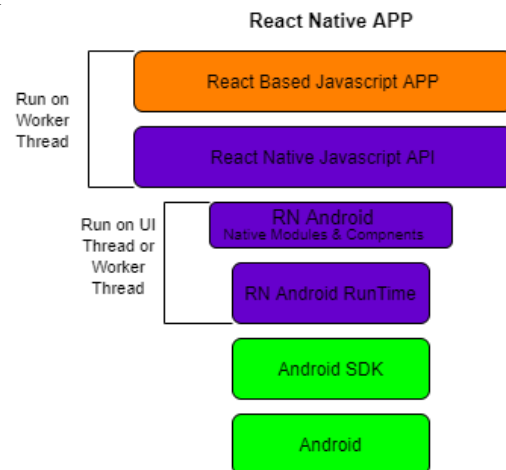 React Native APP
React Based Javascript APP
Run on
Worker
Thread
React Native Javascript API
RN Android
Native Modules & Compnents
Run on UI
Thread or
Worker
Thread
RN Android RunTime
Android SDK
Android